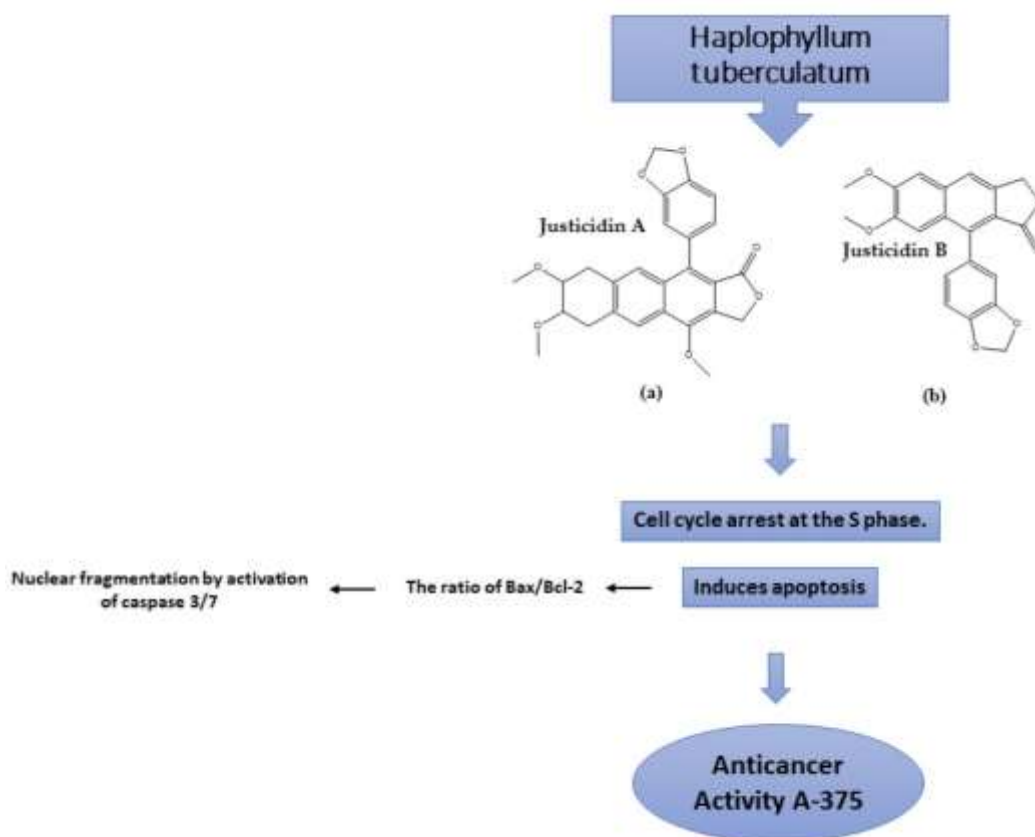 Haplophyllum
tuberculatum
Justicidin A
Justicidin B
(a)
(b)
Cell cycle arrest at the S phase.
Nuclear fragmentation by activation
of caspase 3/7
The ratio of Bax/Bcl-2
Induces apoptosis
Anticancer
Activity A-375